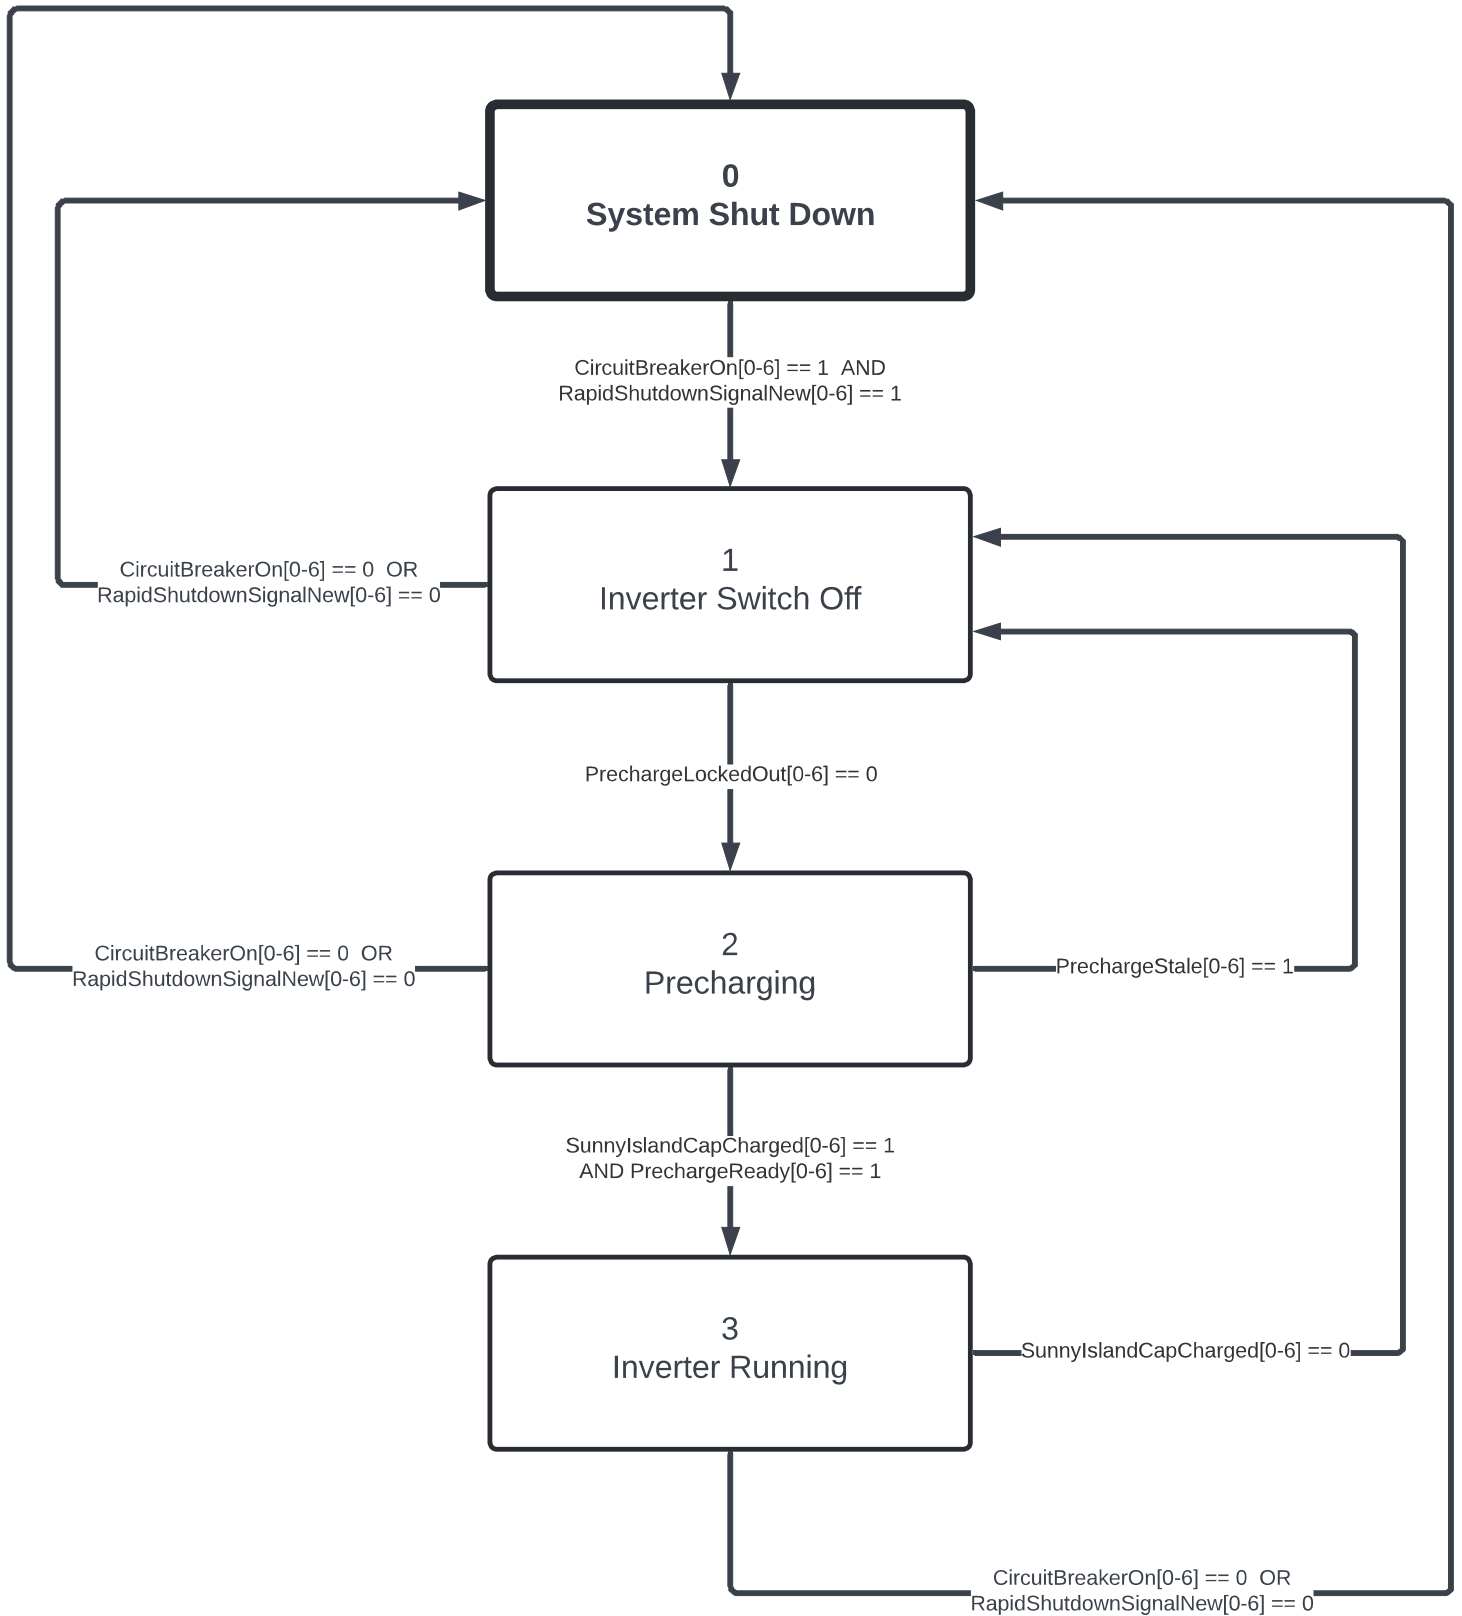 0
System Shut Down
CircuitBreakerOn[0-6] == 1  AND
RapidShutdownSignalNew[0-6] == 1
1
Inverter Switch Off
CircuitBreakerOn[0-6] == 0  OR
RapidShutdownSignalNew[0-6] == 0
PrechargeLockedOut[0-6] == 0
2
Precharging
CircuitBreakerOn[0-6] == 0  OR
RapidShutdownSignalNew[0-6] == 0
PrechargeStale[0-6] == 1
SunnyIslandCapCharged[0-6] == 1
AND PrechargeReady[0-6] == 1
3
Inverter Running
SunnyIslandCapCharged[0-6] == 0
CircuitBreakerOn[0-6] == 0  OR
RapidShutdownSignalNew[0-6] == 0